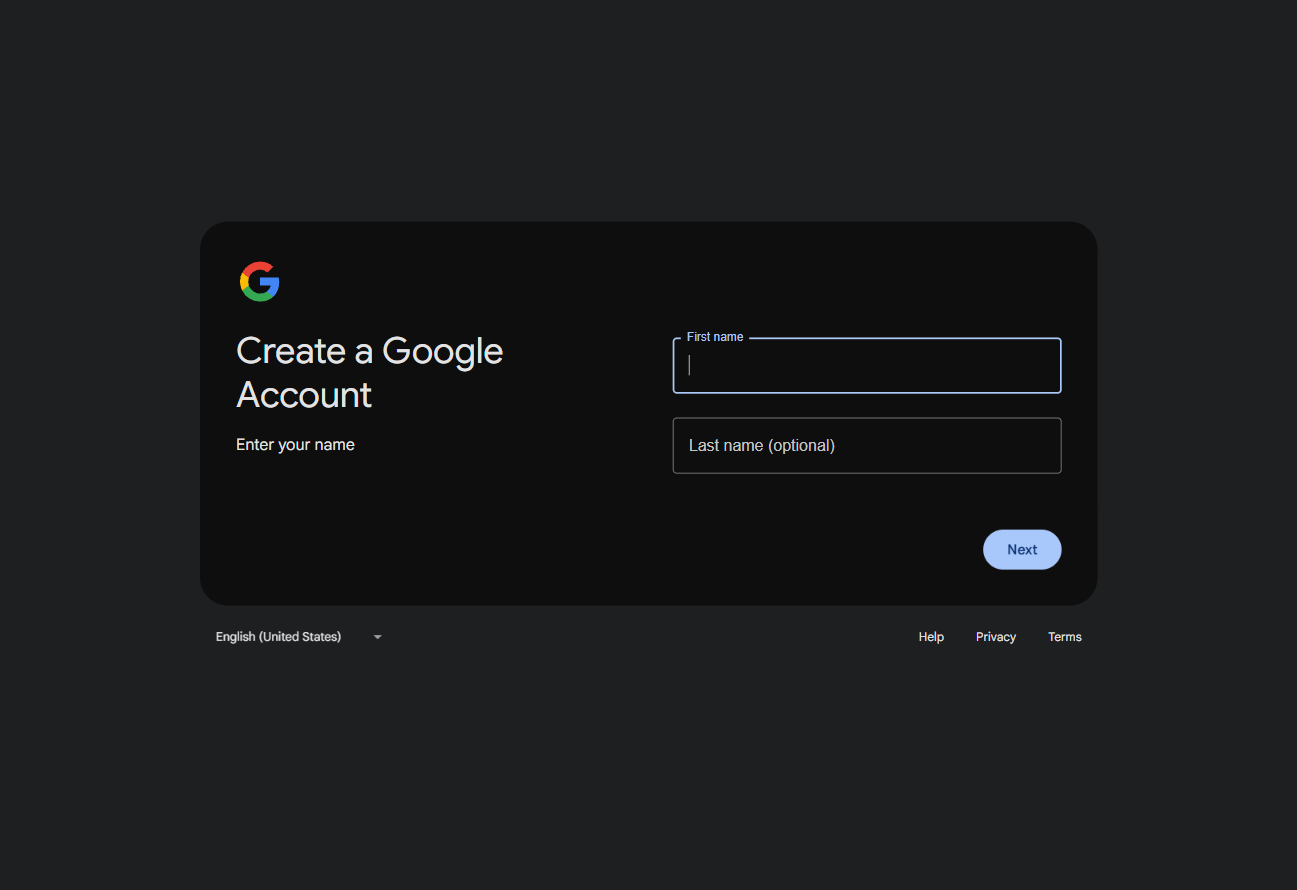 Create a Google
Account
Enter your name
First name
Last name (optional)
Next
English (United States)
Help
Privacy
Terms